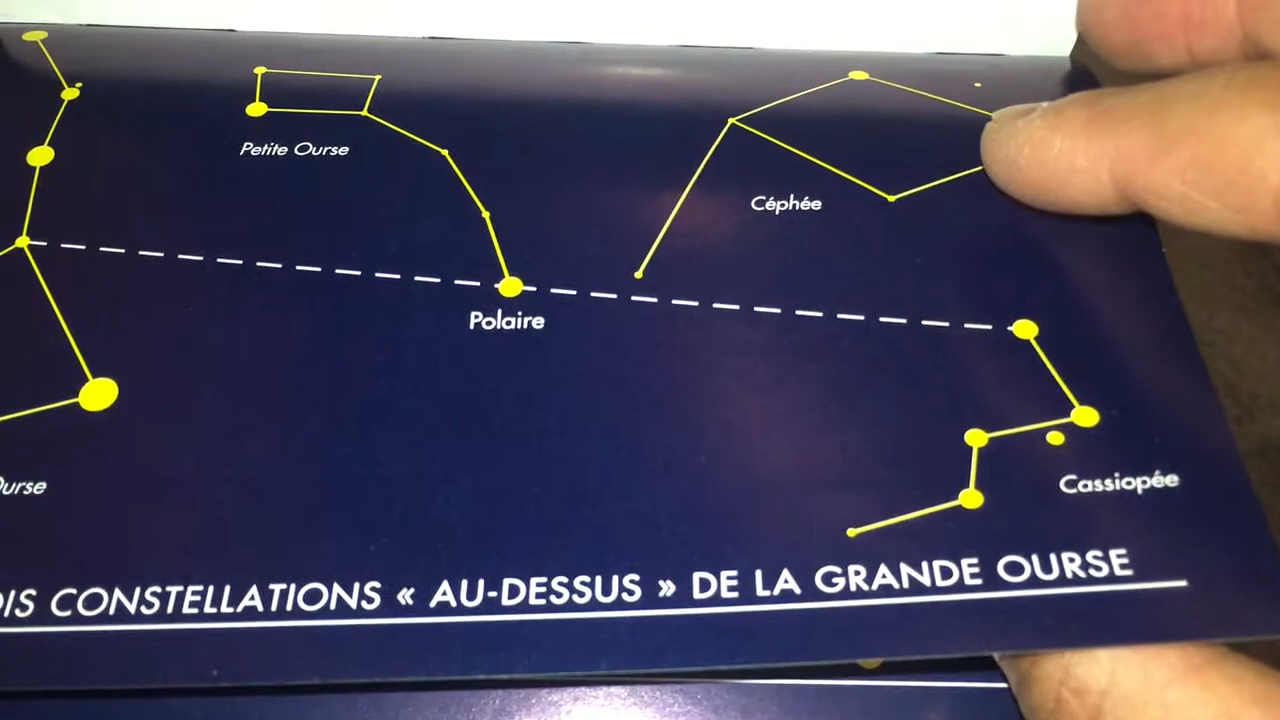 Petite Ourse
Céphée
Polaire
Cassiopée
CONSTELLATIONS « AU-DESSUS » DE LA GRANDE OURSE